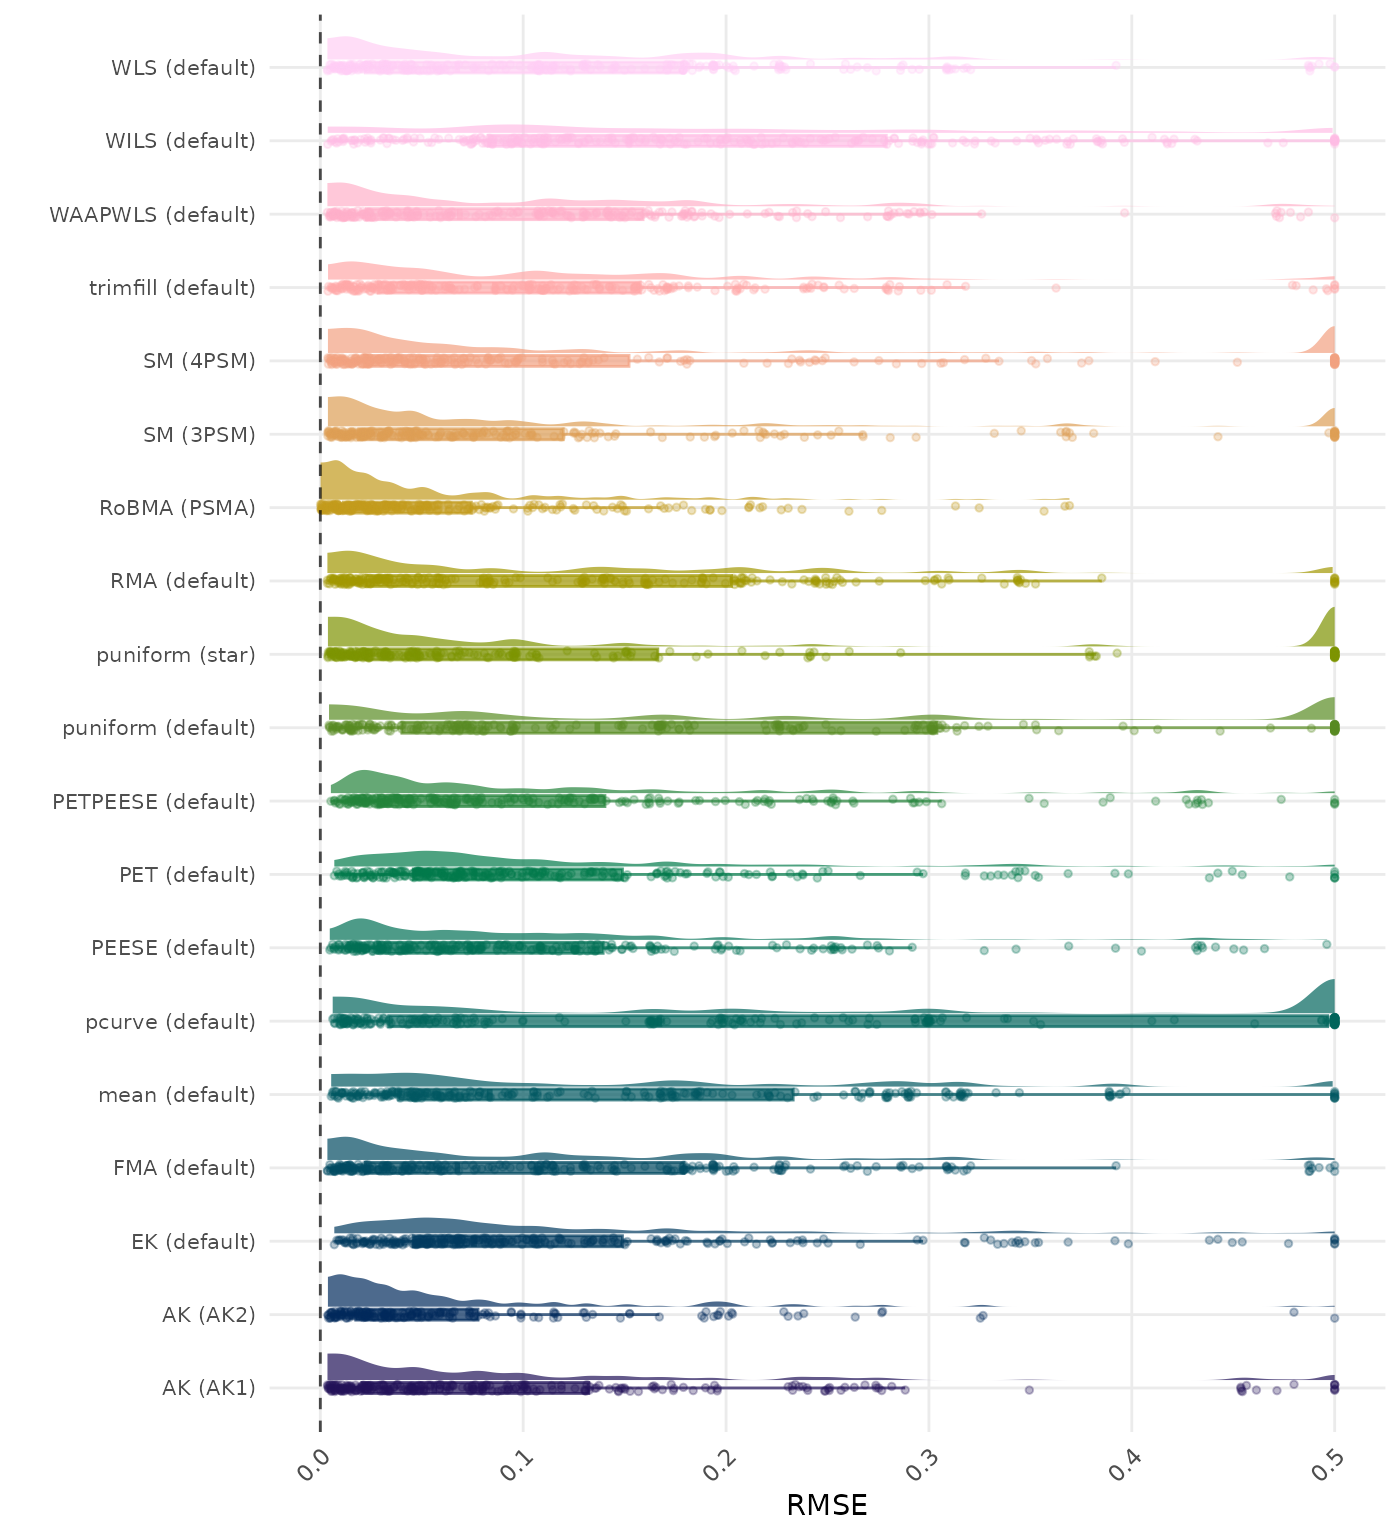 WLS (default)
WILS (default)
WAAPWLS (default)
trimfill (default)
SM (4PSM)
SM (3PSM)
RoBMA (PSMA)
RMA (default)
puniform (star)
puniform (default)
PETPEESE (default)
PET (default)
PEESE (default)
pcurve (default)
mean (default)
FMA (default)
EK (default)
AK (AK2)
AK (AK1)
0.0 0.1 0.2 0.3 0.4 0.5
RMSE